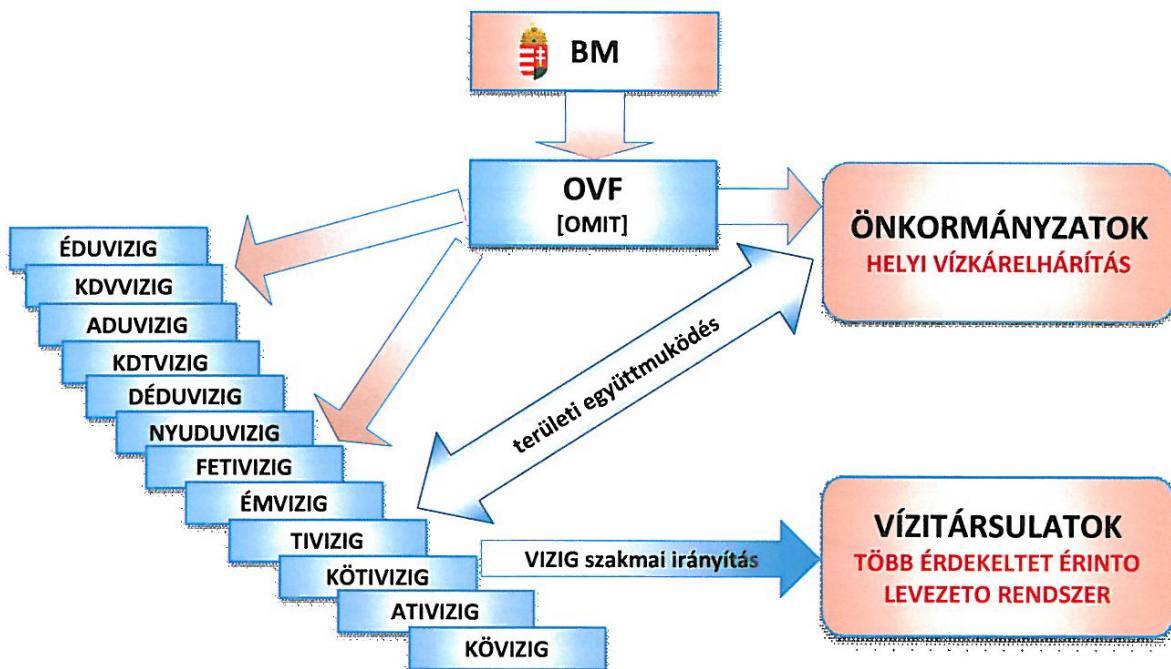 BM
OVF
[OMIT]
ÖNKORMÁNYZATOK
HELYI VÍZKÁRELHÁRÍTÁS
ÉDUVIZIG
KDVVIZIG
ADUVIZIG
KDTVIZIG
DÉDUVIZIG
NYUDUVIZIG
FETIVIZIG
ÉMVIZIG
TIVIZIG
KÖTIVIZIG
ATIVIZIG
KÖVIZIG
területi együttmuködés
VIZIG szakmai irányítás
VÍZITÁRSULATOK
TÖBB ÉRDEKELTET ÉRINTO
LEVEZETO RENDSZER